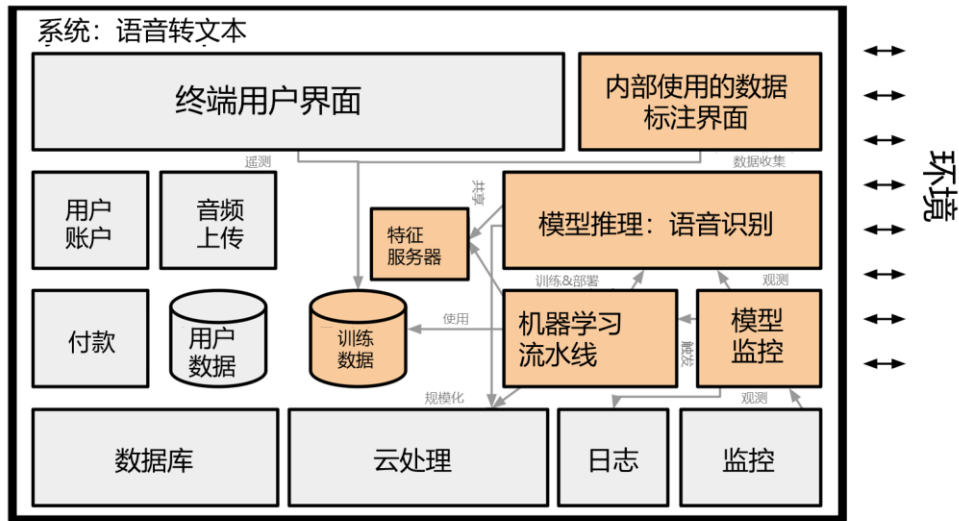 系统：语音转文本
终端用户界面
内部使用的数据
标注界面
遥测
数据收集
用户
账户
音频
上传
共享
特征
服务器
模型推理：语音识别
环境
训练&部署
观测
付款
用户
数据
训练
数据
使用
机器学习
流水线
触发
模型
监控
规模化
观测
数据库
云处理
日志
监控